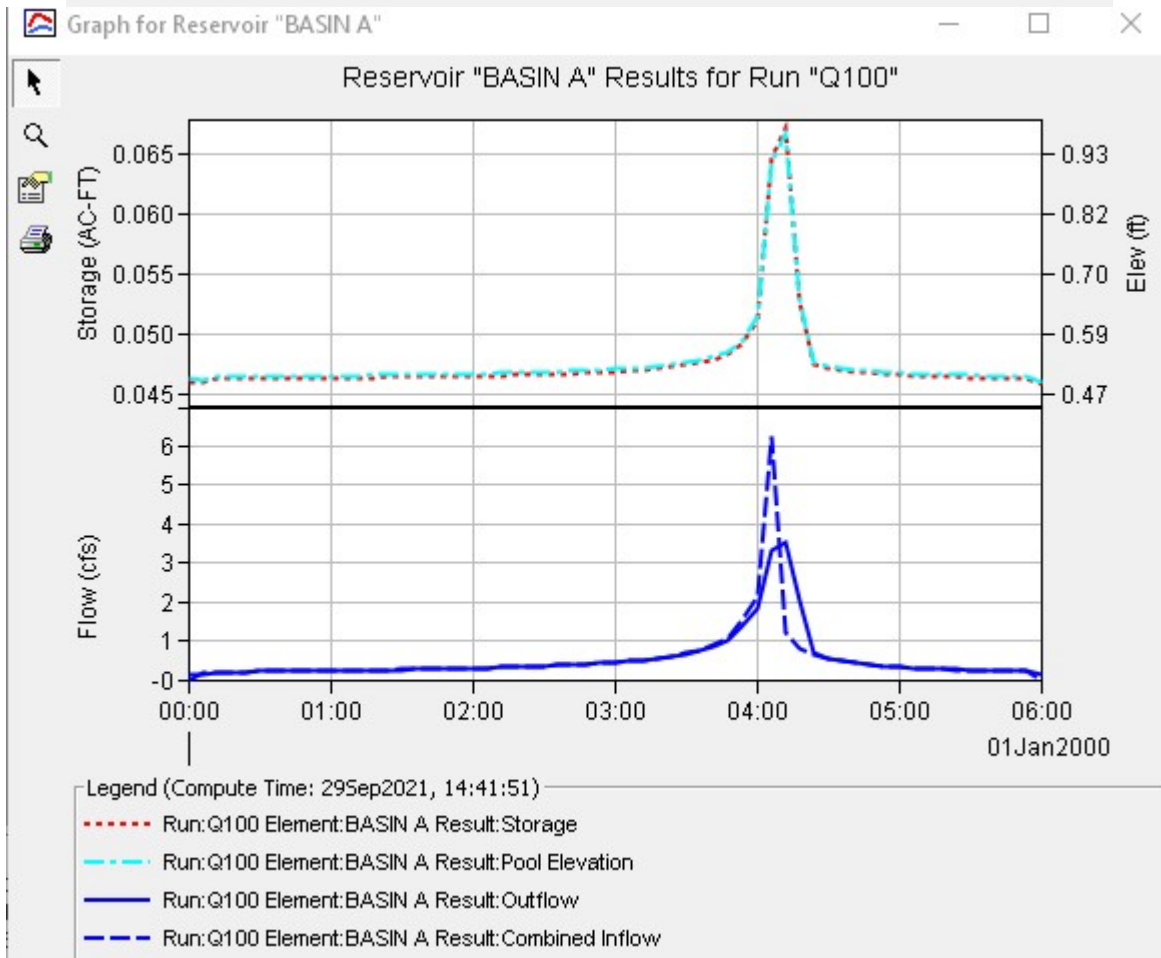 Graph for Reservoir "BASIN A"
Reservoir "BASIN A" Results for Run "Q100"
Storage (AC-FT)
0.065
0.060
0.055
0.050
0.045
0.93
0.82
0.70
0.59
0.47
Elev (ft)
Flow (cfs)
6
5
4
3
2
1
-0
00:00 01:00 02:00 03:00 04:00 05:00 06:00
01Jan2000
Legend (Compute Time: 29Sep2021, 14:41:51)
Run:Q100 Element:BASIN A Result:Storage
Run:Q100 Element:BASIN A Result:Pool Elevation
Run:Q100 Element:BASIN A Result:Outflow
Run:Q100 Element:BASIN A Result:Combined Inflow